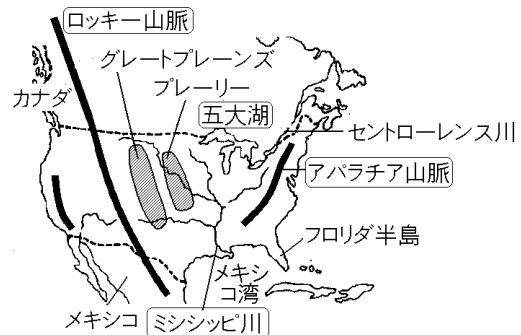 ロッキー山脈
グレートプレーンズ
プレーリー
カナダ
五大湖
セントローレンス川
アパラチア山脈
フロリダ半島
メキシ
コ湾
メキシコ
ミシシッピ川